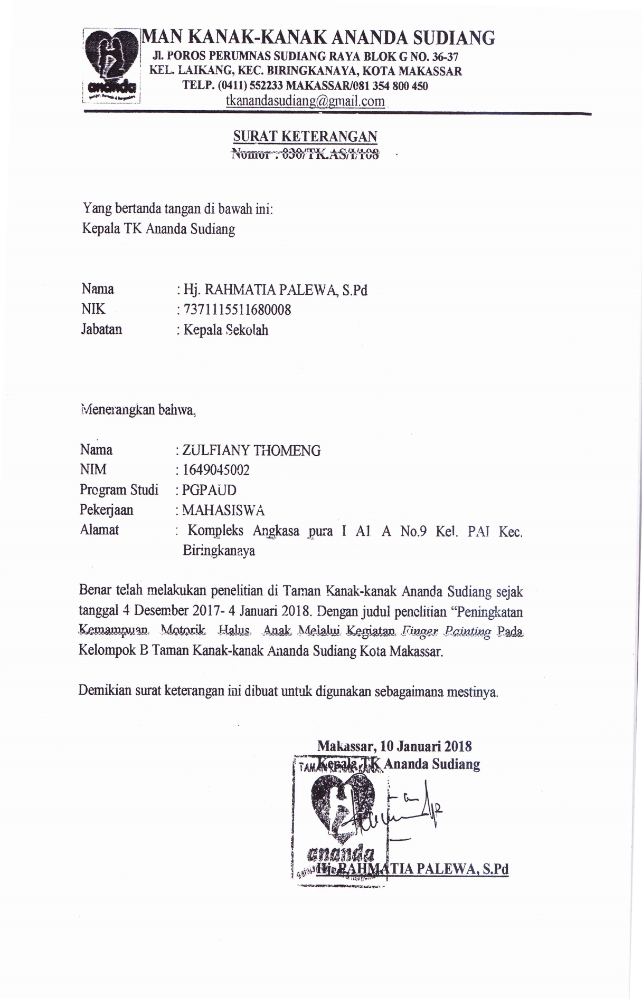 MAN KANAK-KANAK ANANDA SUDIANG
Jl. POROS PERUMNAS SUDIANG RAYA BLOK G NO. 36-37
KEL. LAIKANG, KEC. BIRINGKANAYA, KOTA MAKASSAR
TELP. (0411) 552233 MAKASSAR/081 354 800 450
tkanandasudiang@gmail.com
ananda
SURAT KETERANGAN
Nomor : 030/TK.AS/I/108
Yang bertanda tangan di bawah ini:
Kepala TK Ananda Sudiang
Nama : Hj. RAHMATIA PALEWA, S.Pd
NIK : 7371115511680008
Jabatan : Kepala Sekolah
Menerangkan bahwa,
Nama : ZULFIANY THOMENG
NIM : 1649045002
Program Studi : PGPAUD
Pekerjaan : MAHASISWA
Alamat : Kompleks Angkasa pura I A1 A No.9 Kel. PAI Kec.
Biringkanaya
Benar telah melakukan penelitian di Taman Kanak-kanak Ananda Sudiang sejak
tanggal 4 Desember 2017- 4 Januari 2018. Dengan judul penelitian “Peningkatan
Kemampuan Motorik Halus Anak Melalui Kegiatan Finger Painting Pada
Kelompok B Taman Kanak-kanak Ananda Sudiang Kota Makassar.
Demikian surat keterangan ini dibuat untuk digunakan sebagaimana mestinya.
Makassar, 10 Januari 2018
Kepala TK Ananda Sudiang
TAMAN KANAK-KANAK
ananda
Hj. RAHMATIA PALEWA, S.Pd